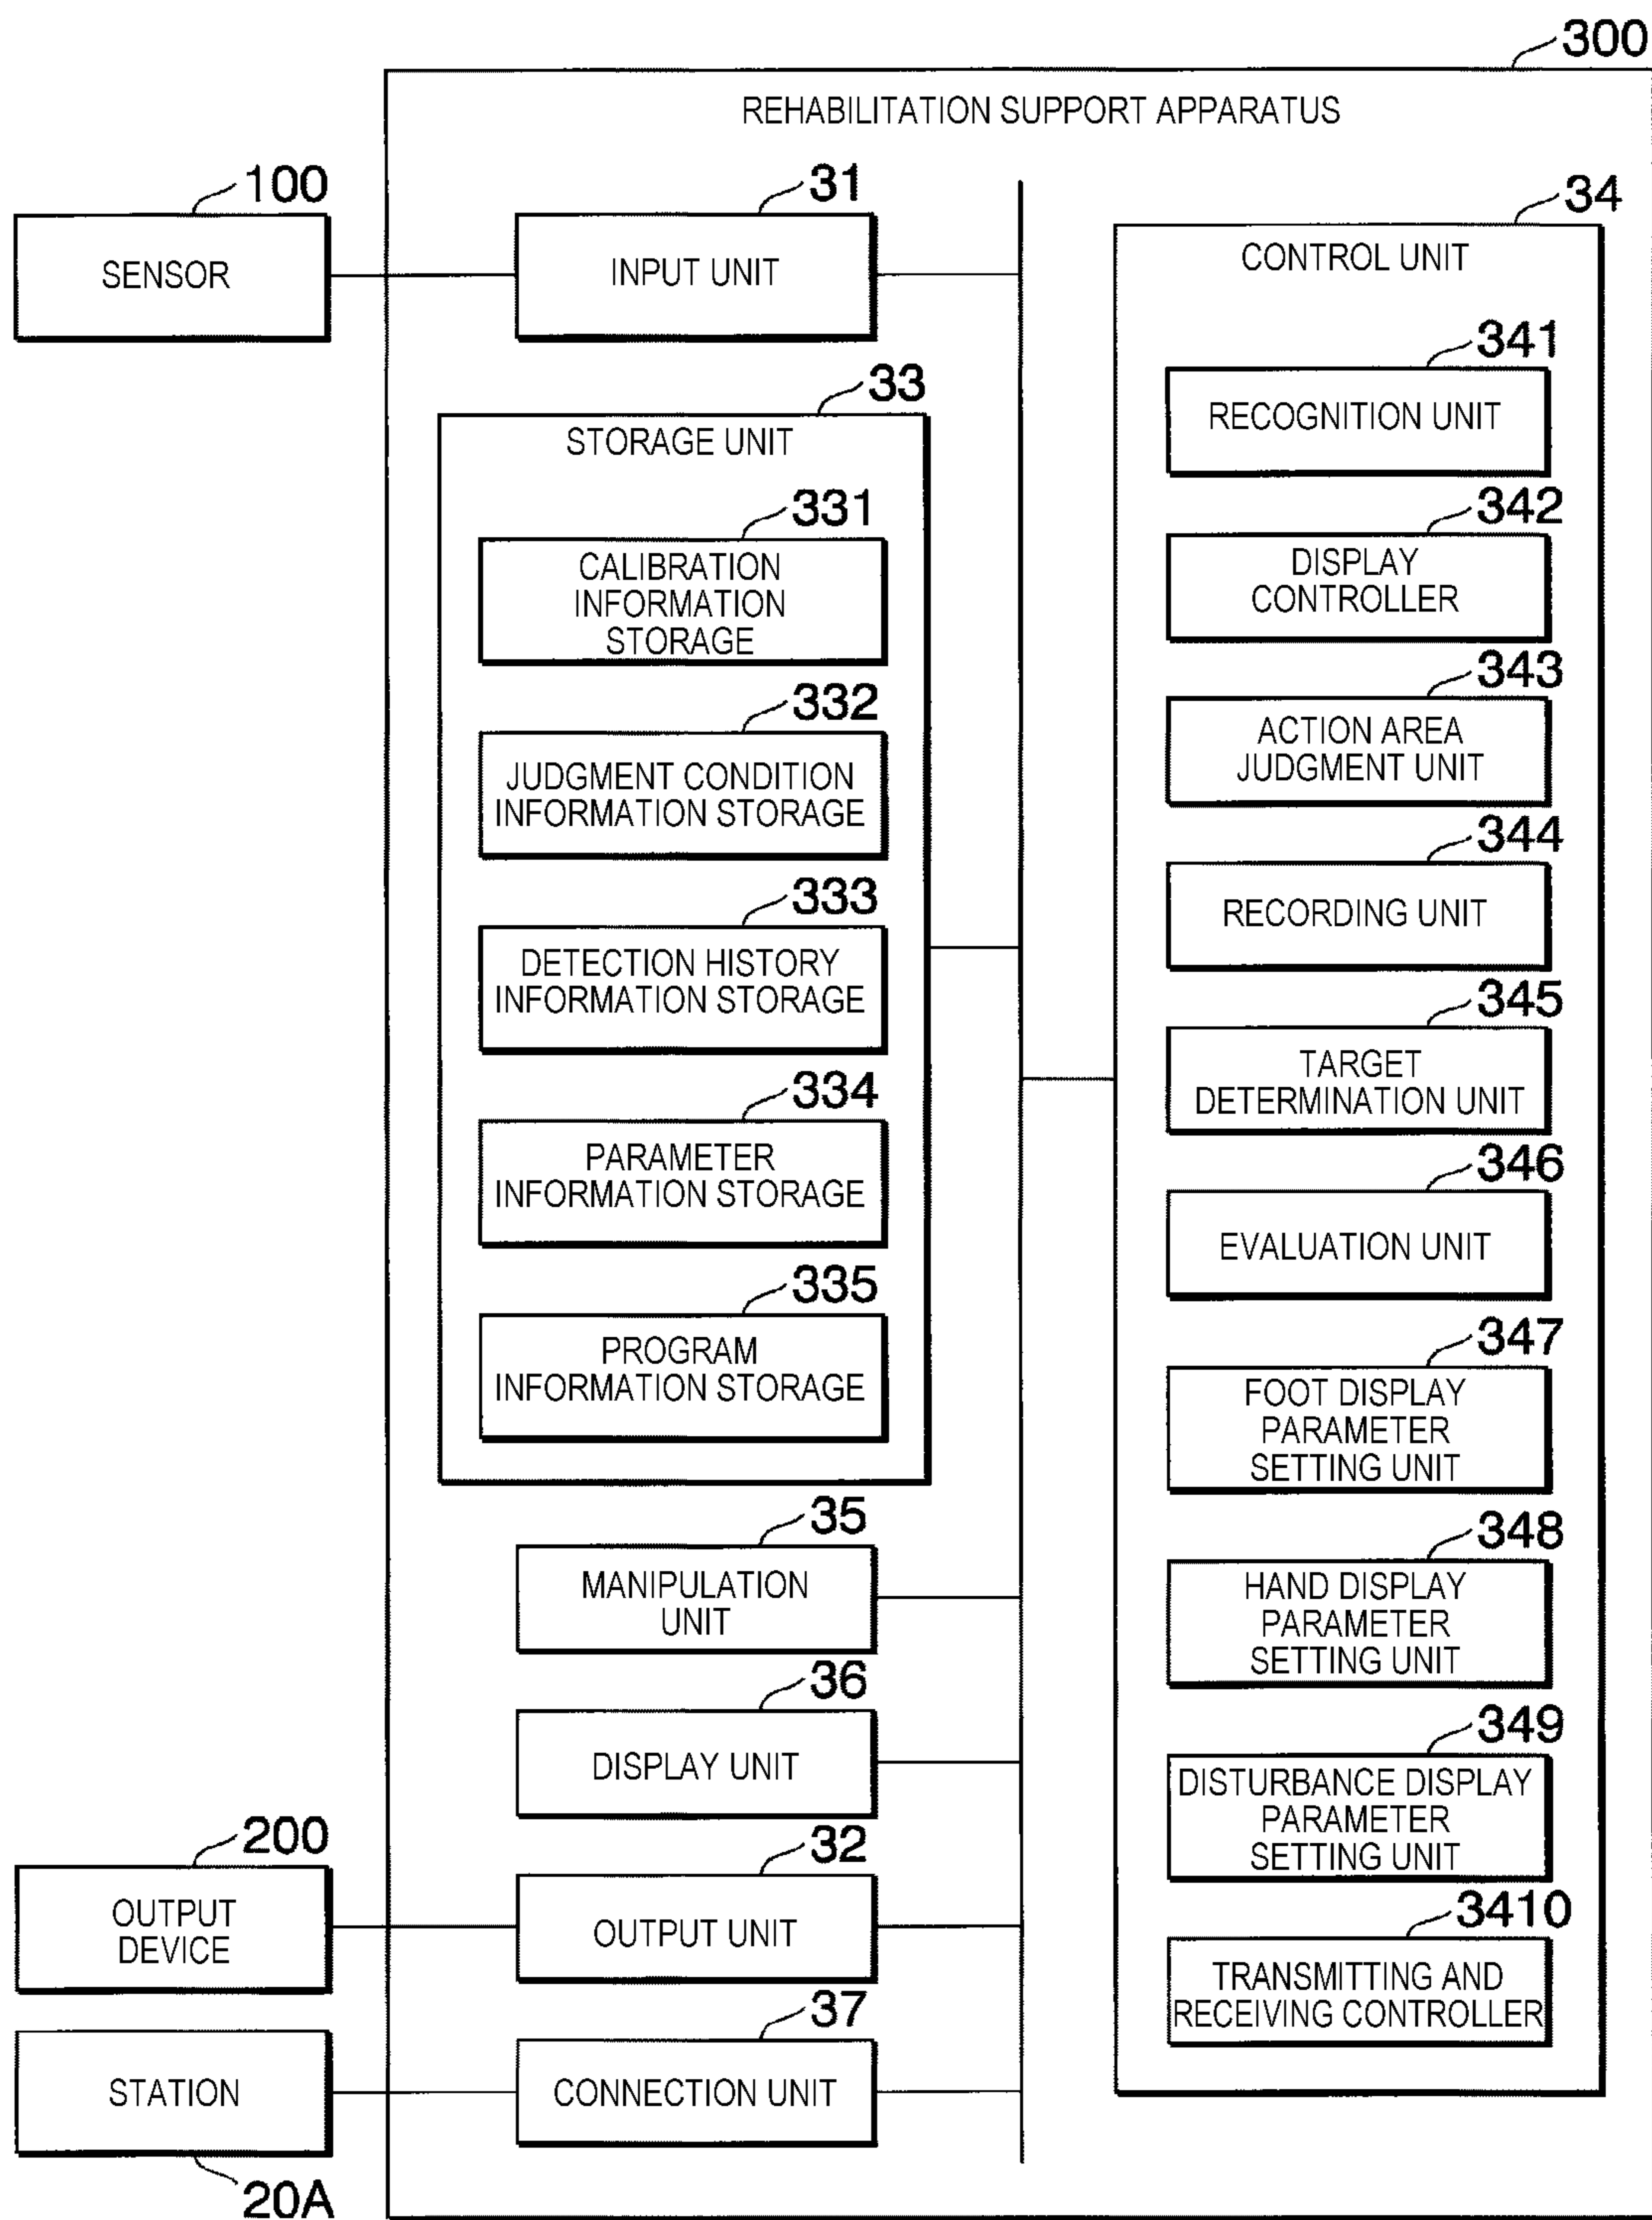 300
REHABILITATION SUPPORT APPARATUS
100
SENSOR
31
INPUT UNIT
33
STORAGE UNIT
331
CALIBRATION
INFORMATION
STORAGE
332
JUDGMENT CONDITION
INFORMATION STORAGE
333
DETECTION HISTORY
INFORMATION STORAGE
334
PARAMETER
INFORMATION STORAGE
335
PROGRAM
INFORMATION STORAGE
35
MANIPULATION
UNIT
36
DISPLAY UNIT
200
OUTPUT
DEVICE
32
OUTPUT UNIT
37
STATION
20A
CONNECTION UNIT
34
CONTROL UNIT
341
RECOGNITION UNIT
342
DISPLAY
CONTROLLER
343
ACTION AREA
JUDGMENT UNIT
344
RECORDING UNIT
345
TARGET
DETERMINATION UNIT
346
EVALUATION UNIT
347
FOOT DISPLAY
PARAMETER
SETTING UNIT
348
HAND DISPLAY
PARAMETER
SETTING UNIT
349
DISTURBANCE DISPLAY
PARAMETER
SETTING UNIT
3410
TRANSMITTING AND
RECEIVING CONTROLLER